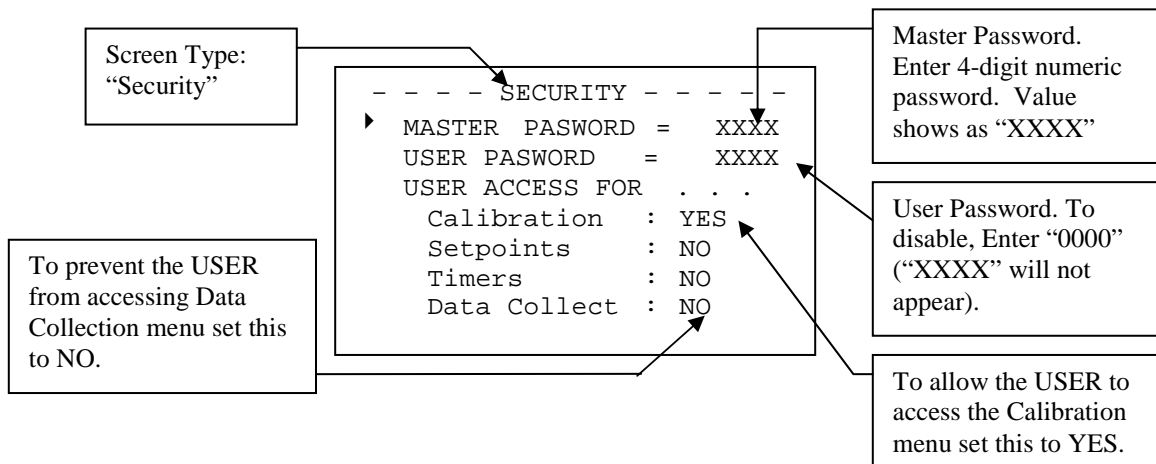 Screen Type:
“Security”
Master Password.
Enter 4-digit numeric
password. Value
shows as “XXXX”
- - - - SECURITY - - - - -
MASTER PASWORD = XXXX
USER PASWORD = XXXX
USER ACCESS FOR . . .
Calibration : YES
Setpoints : NO
Timers : NO
Data Collect : NO
User Password. To
disable, Enter “0000”
(“XXXX” will not
appear).
To prevent the USER
from accessing Data
Collection menu set this
to NO.
To allow the USER to
access the Calibration
menu set this to YES.